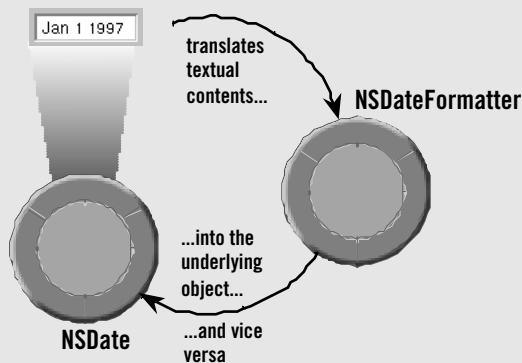 Jan 1 1997
translates
textual
contents...
NSDateFormatter
...into the
underlying
object...
NSDate
...and vice
versa